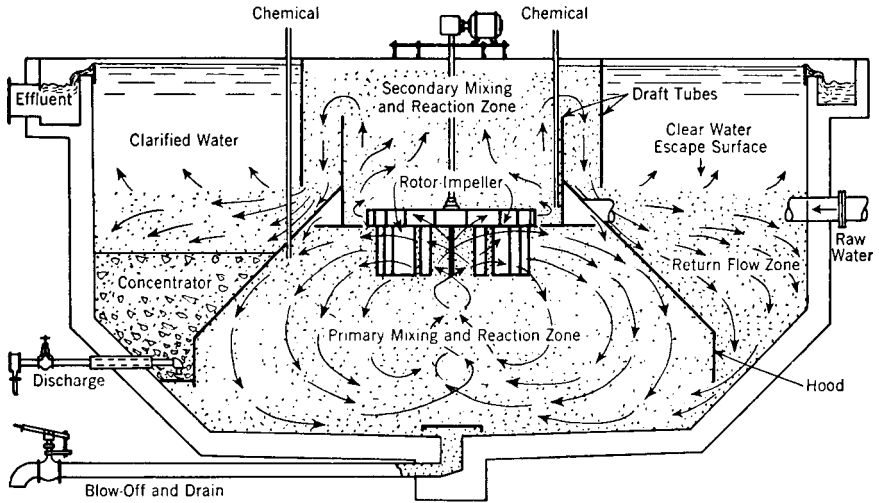 Chemical
Chemical
Secondary Mixing
and Reaction Zone
Draft Tubes
Effluent
Clarified Water
Clear Water
Escape Surface
Rotor-Impeller
Raw
Water
Concentrator
Return Flow Zone
Primary Mixing and Reaction Zone
Discharge
Hood
Blow-Off and Drain